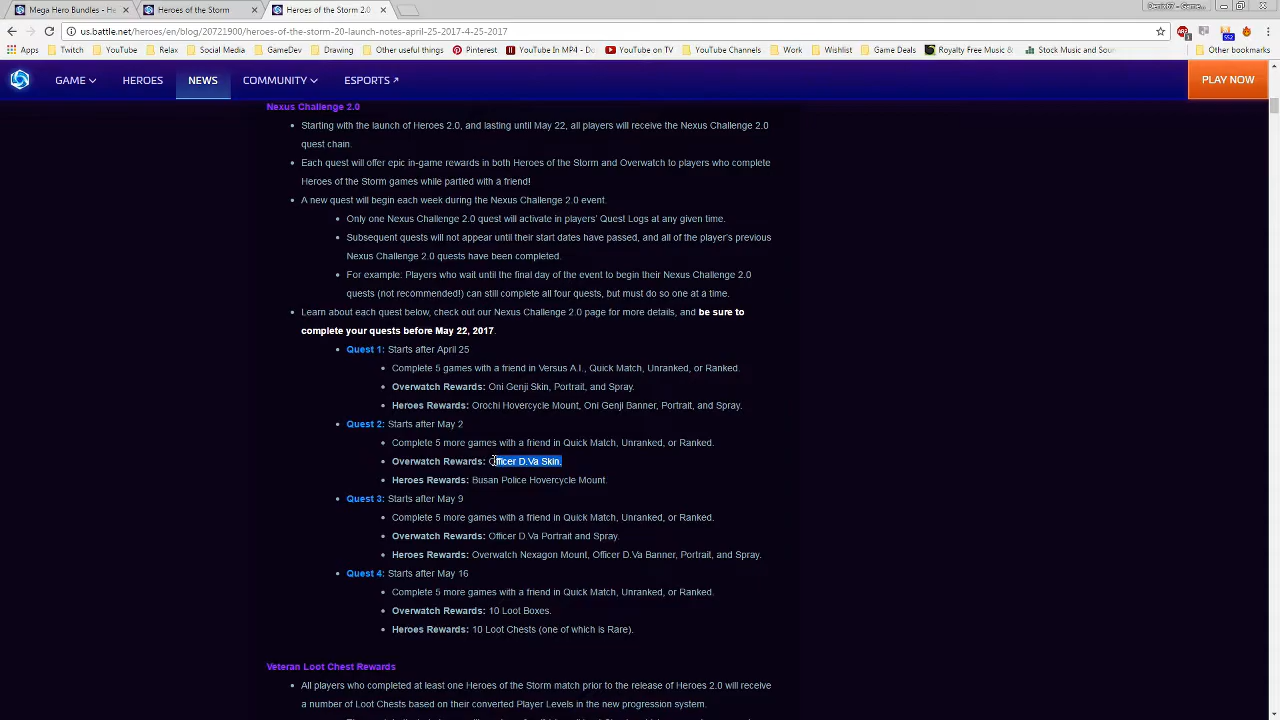 Mega Hero Bundles - He
Heroes of the Storm
Heroes of the Storm 2.0
us.battle.net/heroes/en/blog/20721900/heroes-of-the-storm-20-launch-notes-april-25-2017-4-25-2017
Apps Twitch YouTube Relax Social Media GameDev Drawing Other useful things Pinterest YouTube In MP4 - Do YouTube on TV YouTube Channels Work Wishlist Game Deals Royalty Free Music & Stock Music and Soun Other bookmarks
GAME HEROES NEWS COMMUNITY ESPORTS PLAY NOW
Nexus Challenge 2.0
Starting with the launch of Heroes 2.0, and lasting until May 22, all players will receive the Nexus Challenge 2.0
quest chain.
Each quest will offer epic in-game rewards in both Heroes of the Storm and Overwatch to players who complete
Heroes of the Storm games while partied with a friend!
A new quest will begin each week during the Nexus Challenge 2.0 event.
Only one Nexus Challenge 2.0 quest will activate in players' Quest Logs at any given time.
Subsequent quests will not appear until their start dates have passed, and all of the player's previous
Nexus Challenge 2.0 quests have been completed.
For example: Players who wait until the final day of the event to begin their Nexus Challenge 2.0
quests (not recommended!) can still complete all four quests, but must do so one at a time.
Learn about each quest below, check out our Nexus Challenge 2.0 page for more details, and be sure to
complete your quests before May 22, 2017.
Quest 1: Starts after April 25
Complete 5 games with a friend in Versus A.I., Quick Match, Unranked, or Ranked.
Overwatch Rewards: Oni Genji Skin, Portrait, and Spray.
Heroes Rewards: Orochi Hovercycle Mount, Oni Genji Banner, Portrait, and Spray.
Quest 2: Starts after May 2
Complete 5 more games with a friend in Quick Match, Unranked, or Ranked.
Overwatch Rewards: Officer D.Va Skin.
Heroes Rewards: Busan Police Hovercycle Mount.
Quest 3: Starts after May 9
Complete 5 more games with a friend in Quick Match, Unranked, or Ranked.
Overwatch Rewards: Officer D.Va Portrait and Spray.
Heroes Rewards: Overwatch Nexagon Mount, Officer D.Va Banner, Portrait, and Spray.
Quest 4: Starts after May 16
Complete 5 more games with a friend in Quick Match, Unranked, or Ranked.
Overwatch Rewards: 10 Loot Boxes.
Heroes Rewards: 10 Loot Chests (one of which is Rare).
Veteran Loot Chest Rewards
All players who completed at least one Heroes of the Storm match prior to the release of Heroes 2.0 will receive
a number of Loot Chests based on their converted Player Levels in the new progression system.